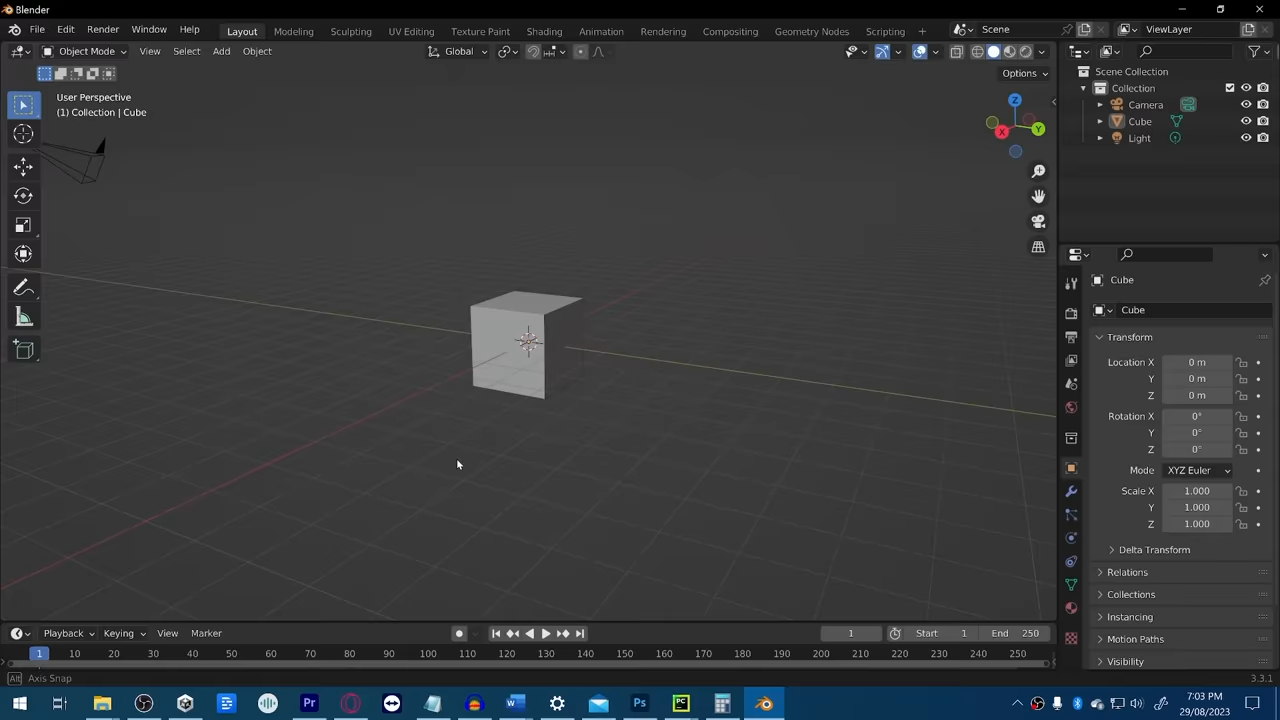 Blender
File Edit Render Window Help Layout Modeling Sculpting UV Editing Texture Paint Shading Animation Rendering Compositing Geometry Nodes Scripting + Scene ViewLayer
Object Mode View Select Add Object Global
Options
User Perspective
(1) Collection | Cube
Z
X
Y
Scene Collection
Collection
Camera
Cube
Light
Cube
Cube
Transform
Location X 0 m
Y 0 m
Z 0 m
Rotation X 0°
Y 0°
Z 0°
Mode XYZ Euler
Scale X 1.000
Y 1.000
Z 1.000
Delta Transform
Relations
Collections
Instancing
Motion Paths
Visibility
Playback Keying View Marker 1 Start 1 End 250
1 10 20 30 40 50 60 70 80 90 100 110 120 130 140 150 160 170 180 190 200 210 220 230 240 250
Alt Axis Snap 3.3.1
Pr W Ps PC
7:03 PM
29/08/2023